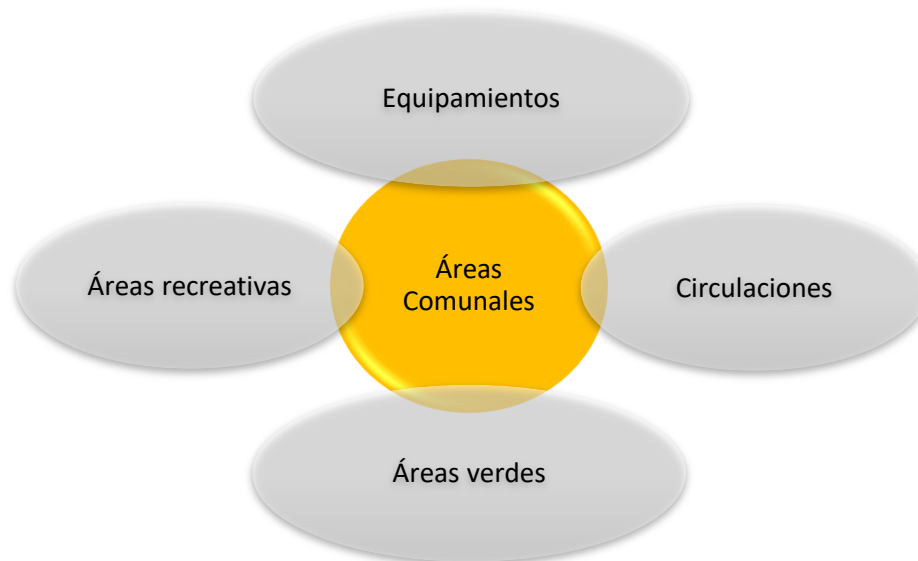 Equipamientos
Áreas recreativas
Áreas
Comunales
Circulaciones
Áreas verdes